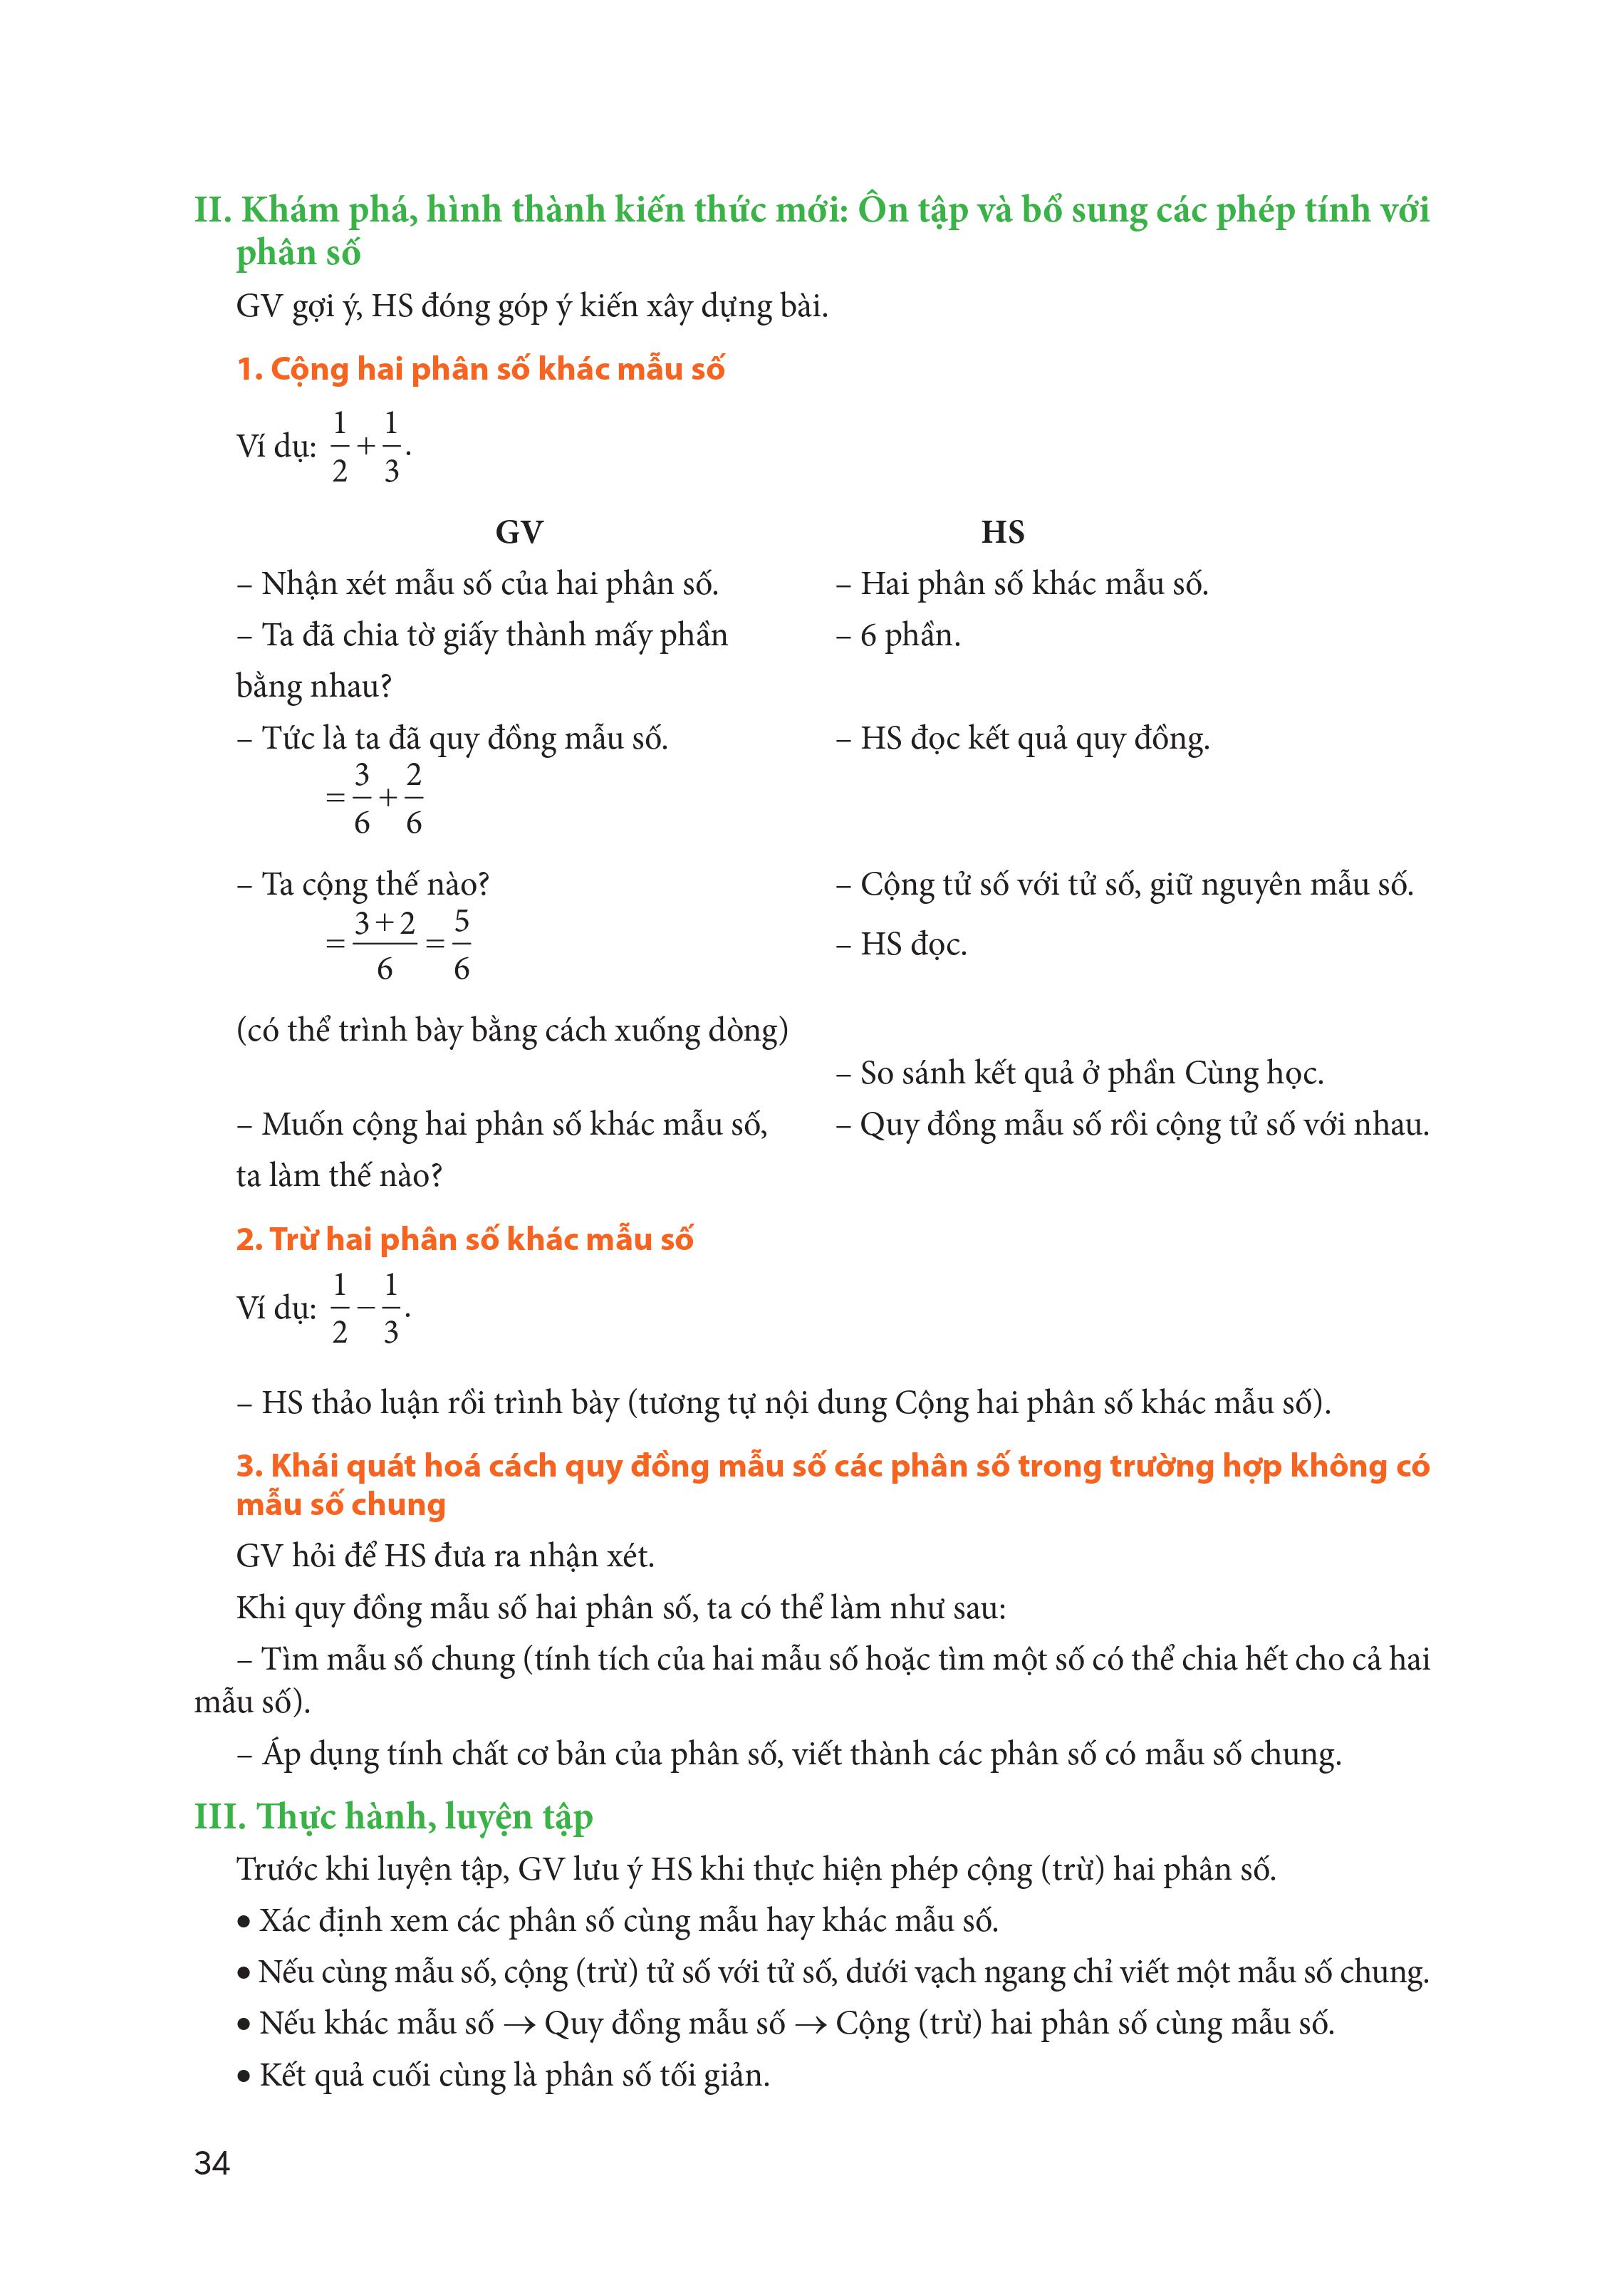 II. Khám phá, hình thành kiến thức mới: Ôn tập và bổ sung các phép tính với
phân số
GV gợi ý, HS đóng góp ý kiến xây dựng bài.
1. Cộng hai phân số khác mẫu số
Ví dụ: 1/2 + 1/3.
GV HS
– Nhận xét mẫu số của hai phân số. – Hai phân số khác mẫu số.
– Ta đã chia tờ giấy thành mấy phần – 6 phần.
bằng nhau?
– Tức là ta đã quy đồng mẫu số. – HS đọc kết quả quy đồng.
= 3/6 + 2/6
– Ta cộng thế nào? – Cộng tử số với tử số, giữ nguyên mẫu số.
= (3 + 2)/6 = 5/6 – HS đọc.
(có thể trình bày bằng cách xuống dòng)
– So sánh kết quả ở phần Cùng học.
– Muốn cộng hai phân số khác mẫu số, – Quy đồng mẫu số rồi cộng tử số với nhau.
ta làm thế nào?
2. Trừ hai phân số khác mẫu số
Ví dụ: 1/2 − 1/3.
– HS thảo luận rồi trình bày (tương tự nội dung Cộng hai phân số khác mẫu số).
3. Khái quát hoá cách quy đồng mẫu số các phân số trong trường hợp không có
mẫu số chung
GV hỏi để HS đưa ra nhận xét.
Khi quy đồng mẫu số hai phân số, ta có thể làm như sau:
– Tìm mẫu số chung (tính tích của hai mẫu số hoặc tìm một số có thể chia hết cho cả hai
mẫu số).
– Áp dụng tính chất cơ bản của phân số, viết thành các phân số có mẫu số chung.
III. Thực hành, luyện tập
Trước khi luyện tập, GV lưu ý HS khi thực hiện phép cộng (trừ) hai phân số.
• Xác định xem các phân số cùng mẫu hay khác mẫu số.
• Nếu cùng mẫu số, cộng (trừ) tử số với tử số, dưới vạch ngang chỉ viết một mẫu số chung.
• Nếu khác mẫu số → Quy đồng mẫu số → Cộng (trừ) hai phân số cùng mẫu số.
• Kết quả cuối cùng là phân số tối giản.
34